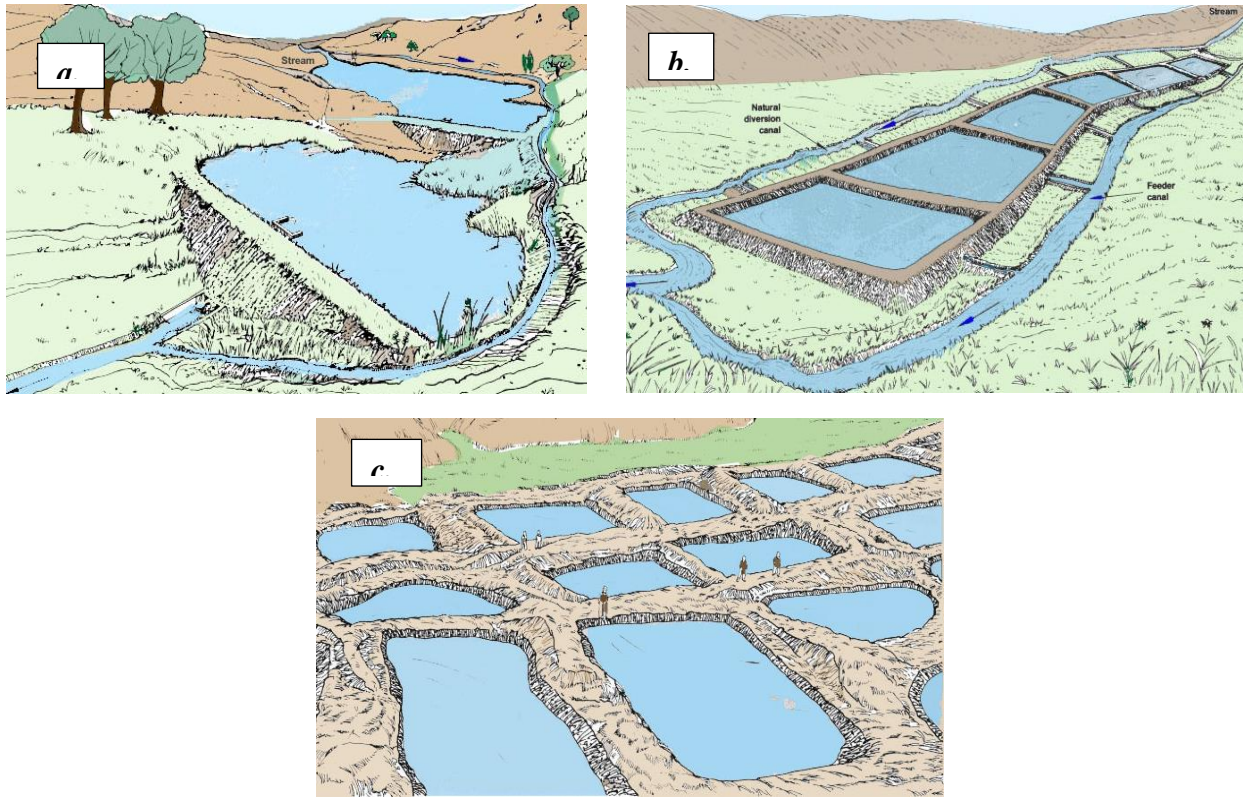 a.
Stream
b.
Stream
Natural
diversion
canal
Feeder
canal
c.